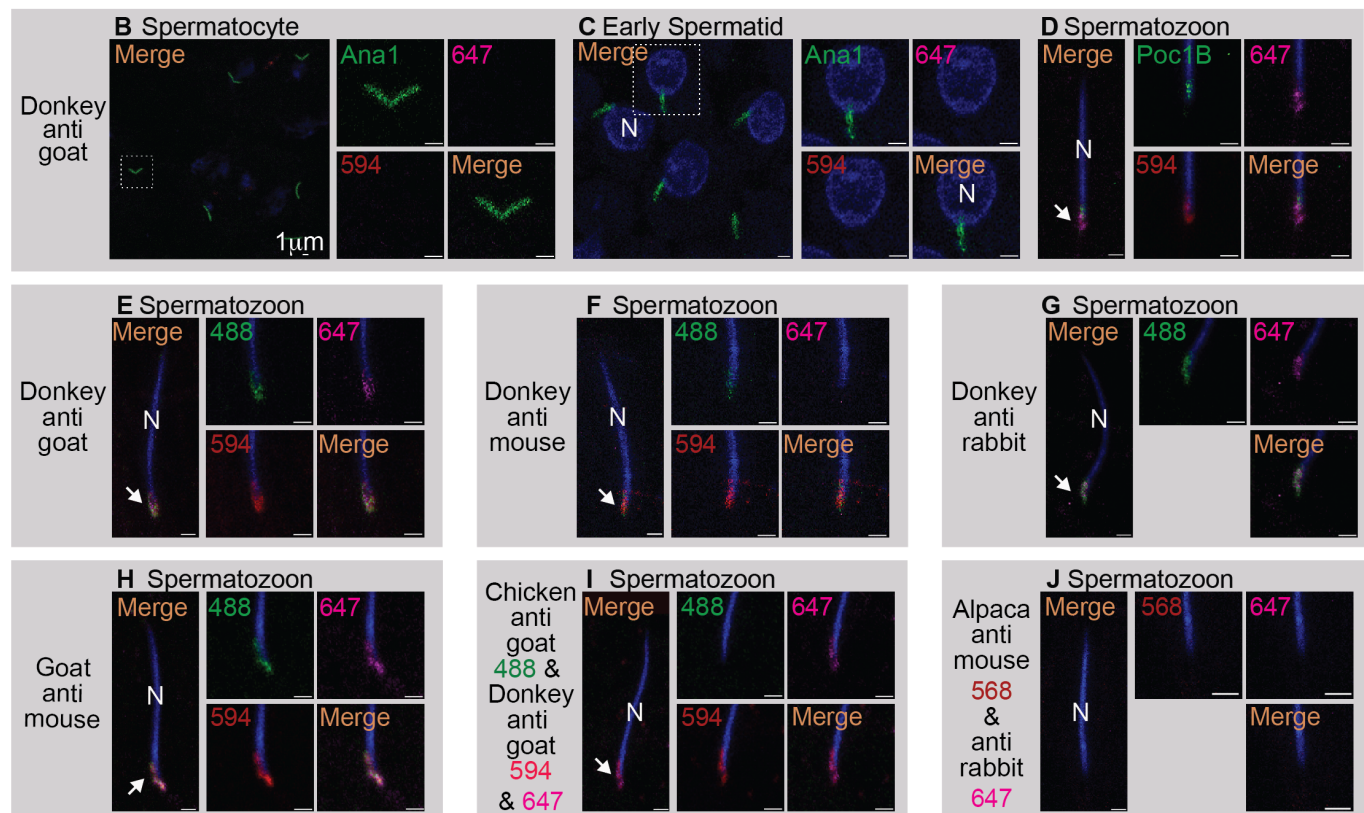 B Spermatocyte
Merge
Ana1
647
594
Merge
1μm
Donkey
anti
goat
C Early Spermatid
Merge
N
Ana1
647
594
Merge
N
D Spermatozoon
Merge
N
Poc1B
647
594
Merge
E Spermatozoon
Donkey
anti
goat
Merge
N
488
647
594
Merge
F Spermatozoon
Donkey
anti
mouse
Merge
N
488
647
594
Merge
G Spermatozoon
Donkey
anti
rabbit
Merge
N
488
647
Merge
H Spermatozoon
Goat
anti
mouse
Merge
N
488
647
594
Merge
I Spermatozoon
Chicken
anti
goat
488 &
Donkey
anti
goat
594
& 647
Merge
N
488
647
594
Merge
J Spermatozoon
Alpaca
anti
mouse
568
&
anti
rabbit
647
Merge
N
568
647
Merge